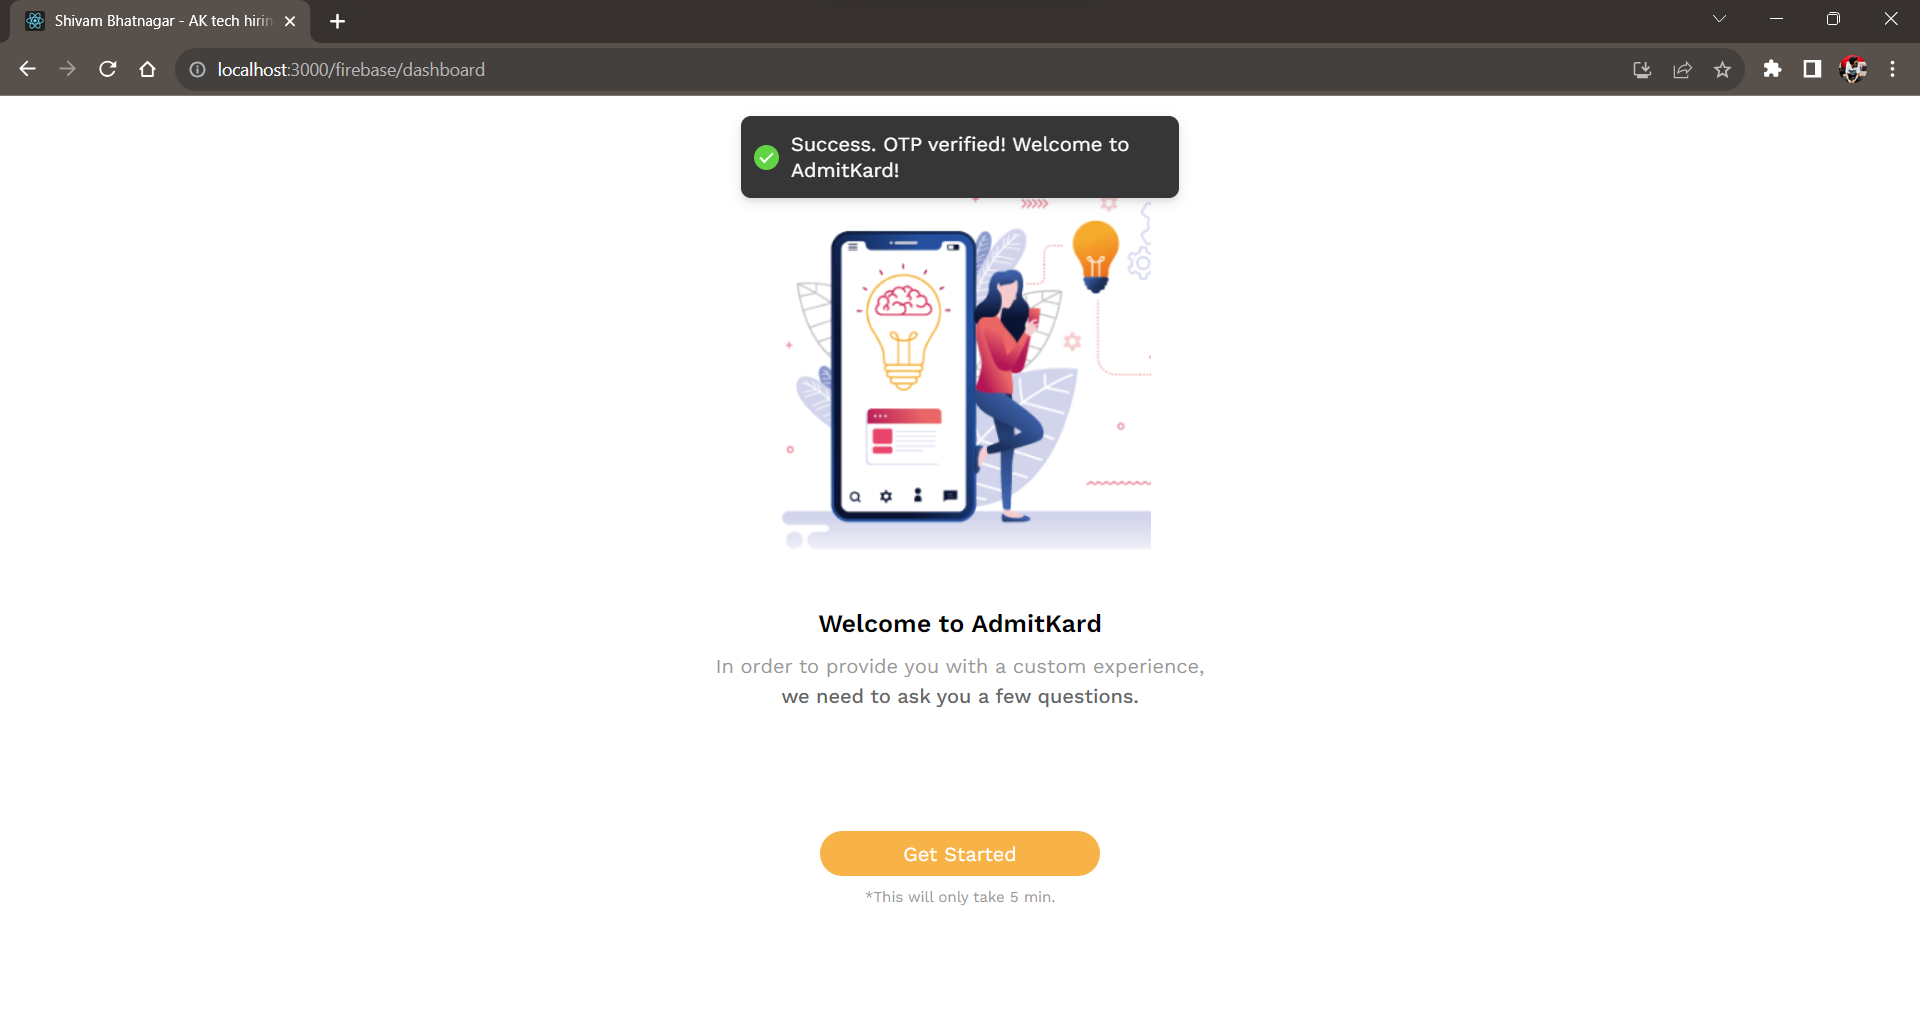 Shivam Bhatnagar - AK tech hirin
localhost:3000/firebase/dashboard
Success. OTP verified! Welcome to
AdmitKard!
Welcome to AdmitKard
In order to provide you with a custom experience,
we need to ask you a few questions.
Get Started
*This will only take 5 min.